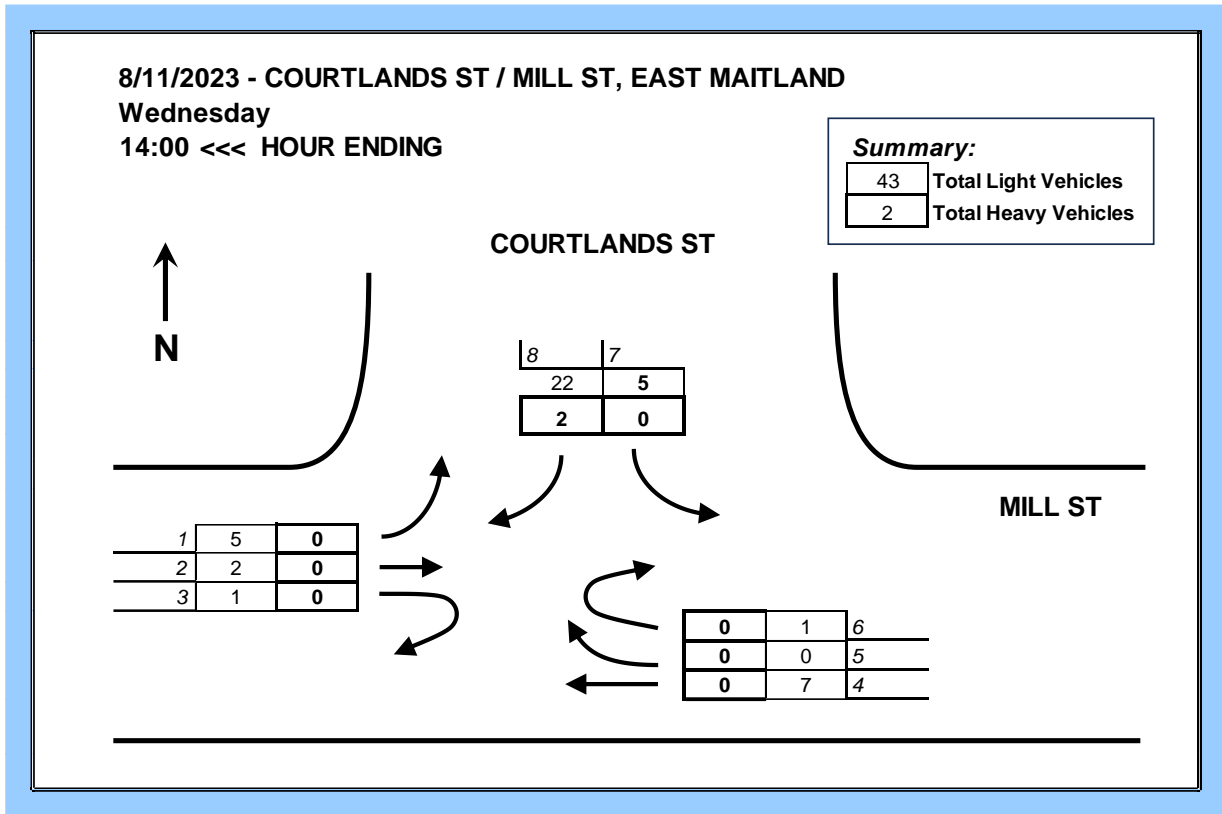 8/11/2023 - COURTLANDS ST / MILL ST, EAST MAITLAND
Wednesday
14:00 <<< HOUR ENDING
Summary:
43 Total Light Vehicles
2 Total Heavy Vehicles
COURTLANDS ST
N
8 7
22 5
2 0
MILL ST
1 5 0
2 2 0
3 1 0
0 1 6
0 0 5
0 7 4